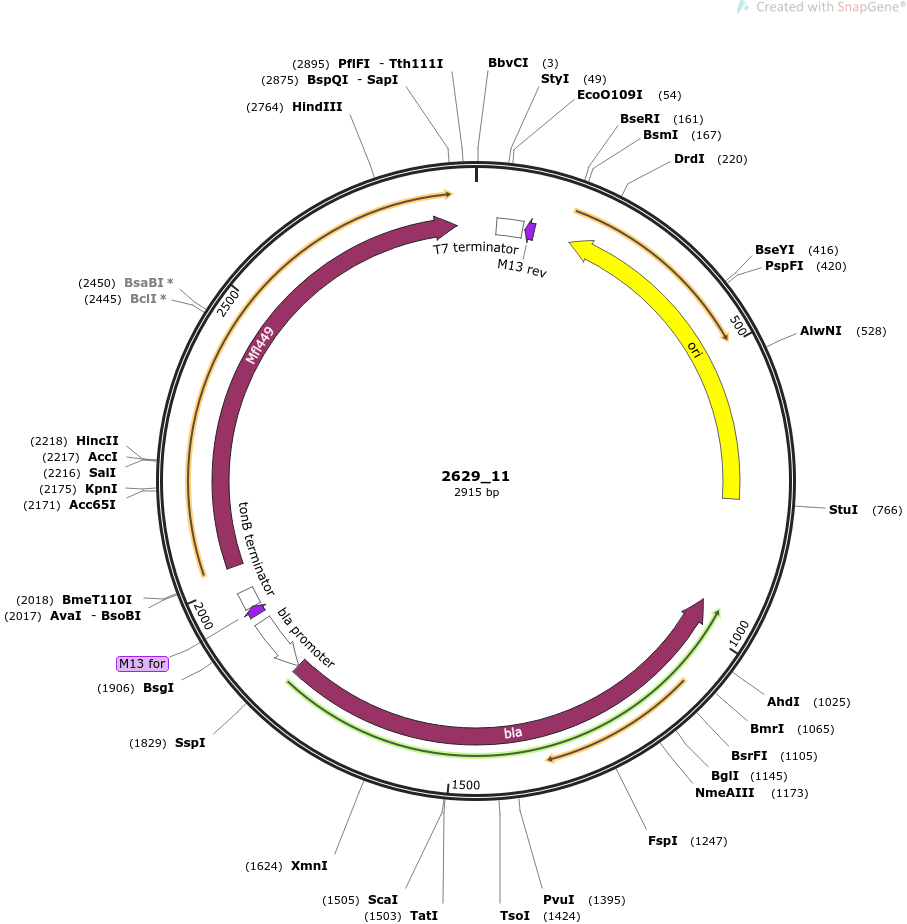 Created with SnapGene®
(2895) PflFI - Tth111I
(2875) BspQI - SapI
(2764) HindIII
BbvCI (3)
StyI (49)
EcoO109I (54)
BseRI (161)
BsmI (167)
DrdI (220)
BseYI (416)
PspFI (420)
AlwNI (528)
StuI (766)
AhdI (1025)
BmrI (1065)
BsrFI (1105)
BglI (1145)
NmeAIII (1173)
FspI (1247)
PvuI (1395)
TsoI (1424)
(1503) TatI
(1505) ScaI
(1624) XmnI
(1829) SspI
(1906) BsgI
M13 for
(2017) AvaI - BsoBI
(2018) BmeT110I
(2171) Acc65I
(2175) KpnI
(2216) SalI
(2217) AccI
(2218) HincII
(2445) BclI *
(2450) BsaBI *
T7 terminator
M13 rev
ori
500
1000
1500
2000
2500
Mfl449
tonB terminator
bla promoter
bla
2629_11
2915 bp